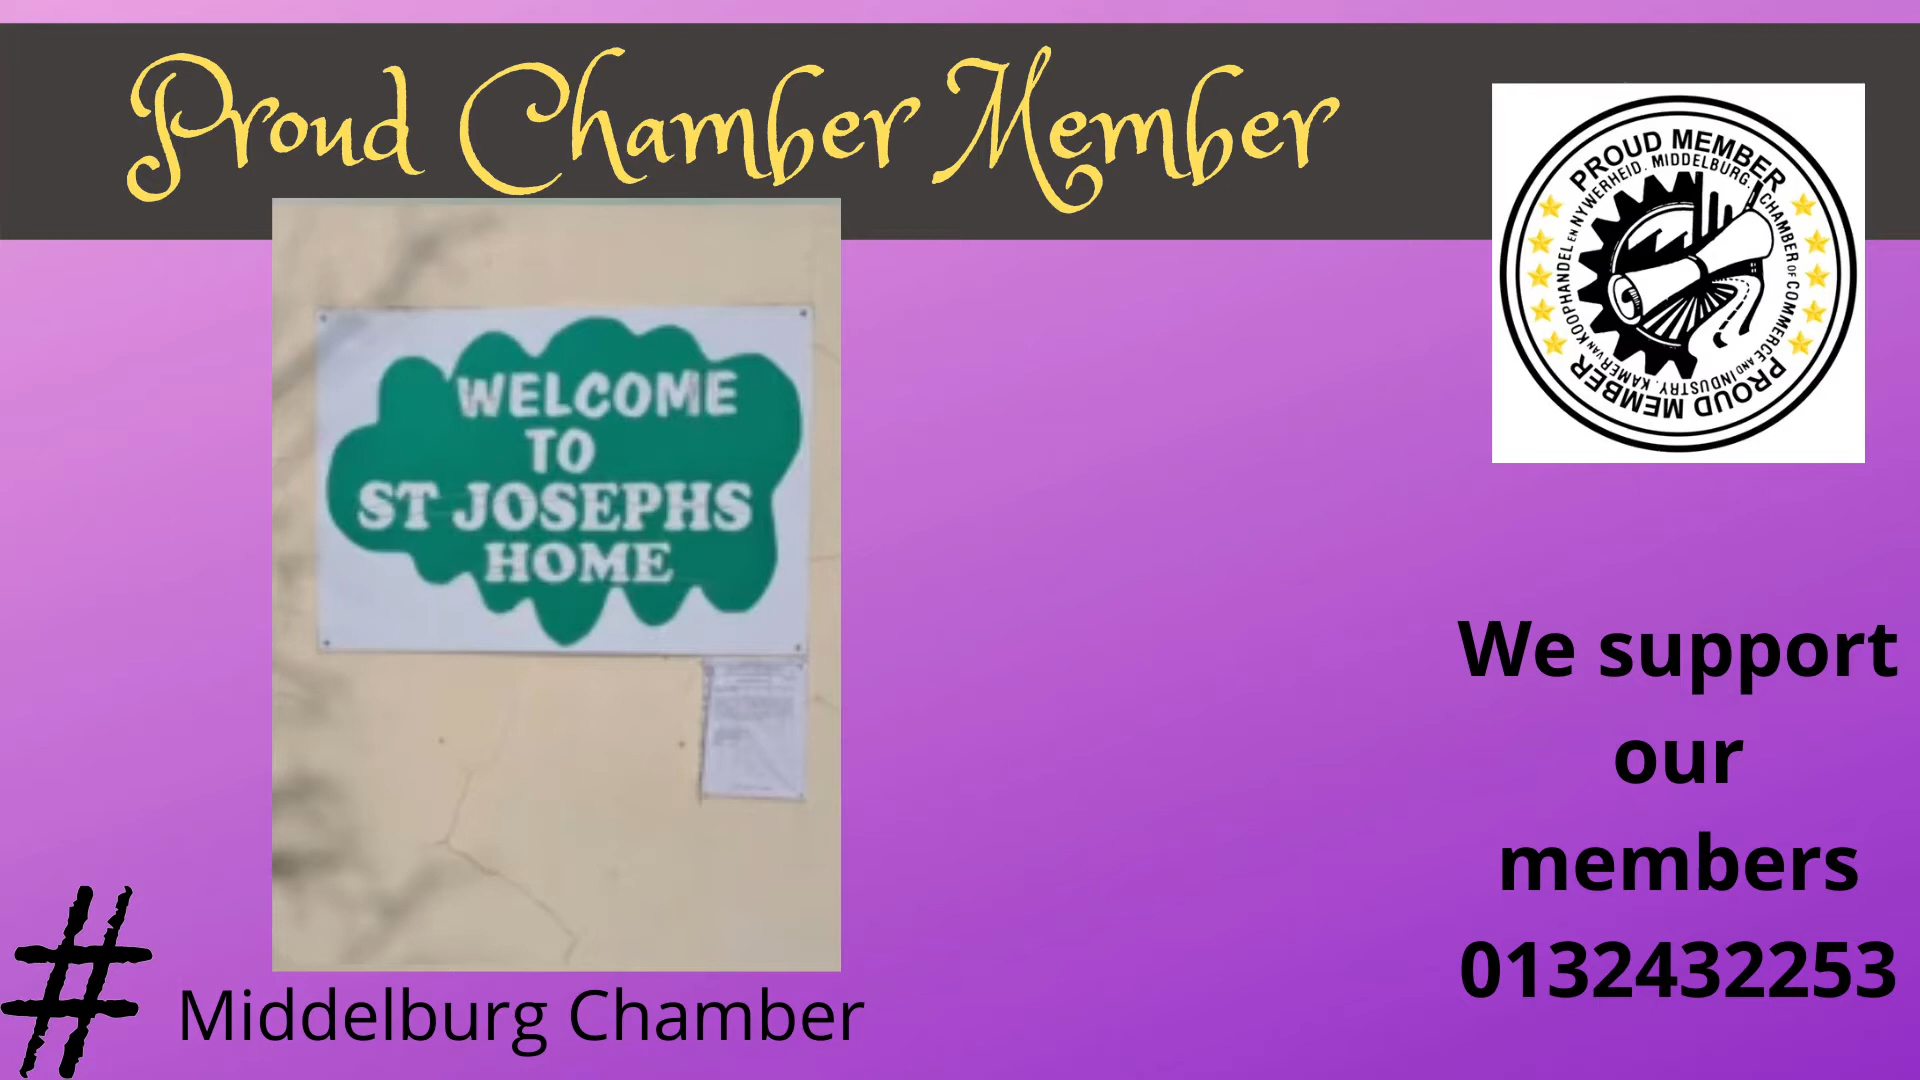 Proud Chamber Member
PROUD MEMBER
KAMER VAN KOOPHANDEL EN NYWERHEID. MIDDELBURG. CHAMBER OF COMMERCE AND INDUSTRY.
PROUD MEMBER
WELCOME
TO
ST JOSEPHS
HOME
We support
our
members
0132432253
# Middelburg Chamber